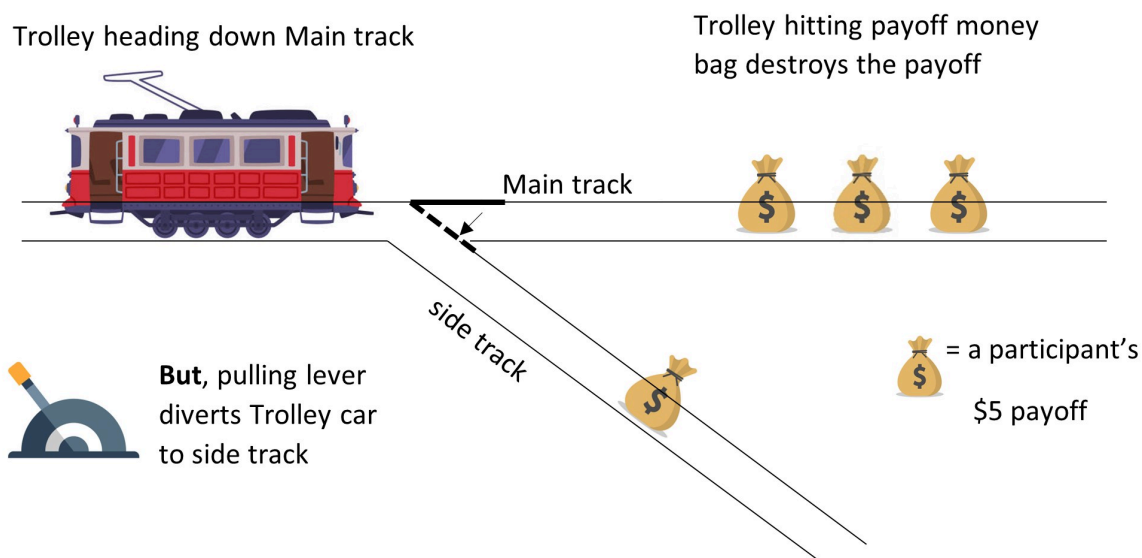 Trolley heading down Main track
Trolley hitting payoff money
bag destroys the payoff
Main track
$ $ $
side track
$
But, pulling lever
diverts Trolley car
to side track
$ = a participant's
$5 payoff